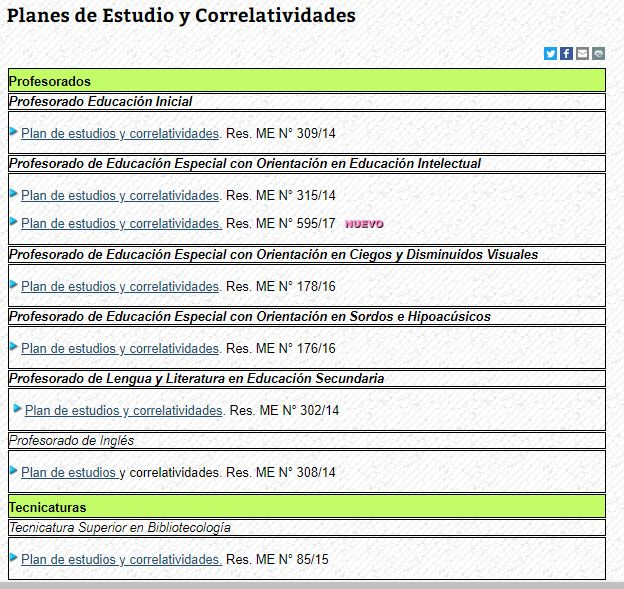 Planes de Estudio y Correlatividades
Profesorados
Profesorado Educación Inicial
Plan de estudios y correlatividades. Res. ME N° 309/14
Profesorado de Educación Especial con Orientación en Educación Intelectual
Plan de estudios y correlatividades. Res. ME N° 315/14
Plan de estudios y correlatividades. Res. ME N° 595/17 NUEVO
Profesorado de Educación Especial con Orientación en Ciegos y Disminuidos Visuales
Plan de estudios y correlatividades. Res. ME N° 178/16
Profesorado de Educación Especial con Orientación en Sordos e Hipoacúsicos
Plan de estudios y correlatividades. Res. ME N° 176/16
Profesorado de Lengua y Literatura en Educación Secundaria
Plan de estudios y correlatividades. Res. ME N° 302/14
Profesorado de Inglés
Plan de estudios y correlatividades. Res. ME N° 308/14
Tecnicaturas
Tecnicatura Superior en Bibliotecología
Plan de estudios y correlatividades. Res. ME N° 85/15